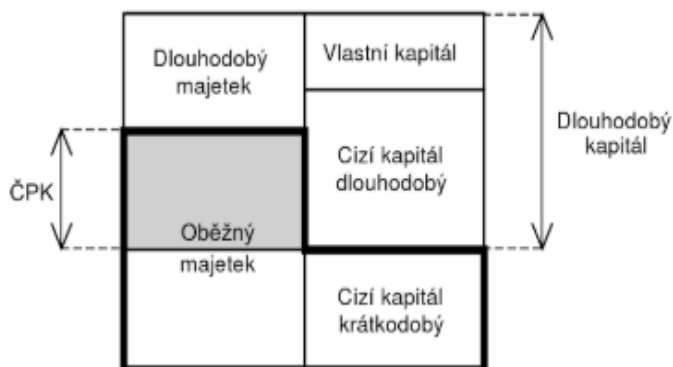 Dlouhodobý
majetek
Vlastní kapitál
Dlouhodobý
kapitál
Cizí kapitál
dlouhodobý
ČPK
Oběžný
majetek
Cizí kapitál
krátkodobý